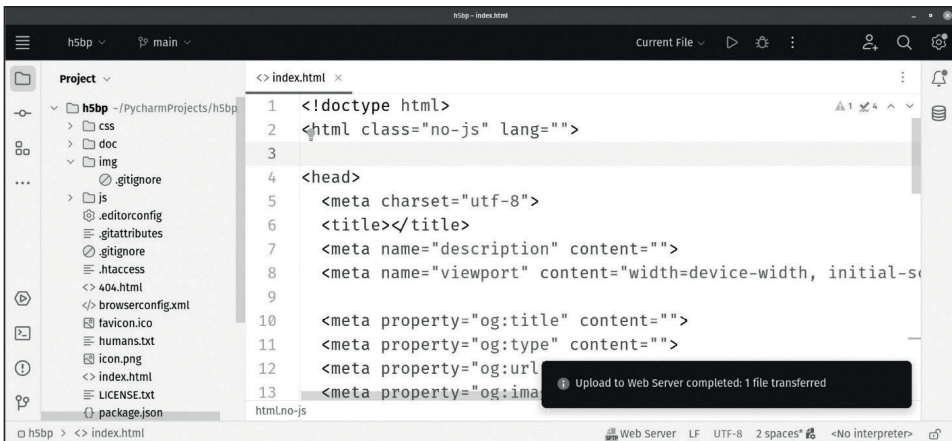 h5bp – index.html
h5bp
main
Current File
Project
h5bp ~/PycharmProjects/h5bp
css
doc
img
.gitignore
js
.editorconfig
.gitattributes
.gitignore
.htaccess
<> 404.html
</> browserconfig.xml
favicon.ico
humans.txt
icon.png
<> index.html
LICENSE.txt
{} package.json
<> index.html ×
1 <!doctype html>
2 <html class="no-js" lang="">
3
4 <head>
5 <meta charset="utf-8">
6 <title></title>
7 <meta name="description" content="">
8 <meta name="viewport" content="width=device-width, initial-s
9
10 <meta property="og:title" content="">
11 <meta property="og:type" content="">
12 <meta property="og:url
13 <meta property="og:ima
1 4
Upload to Web Server completed: 1 file transferred
html.no-js
h5bp > <> index.html
SFTP Web Server LF UTF-8 2 spaces* <No interpreter>